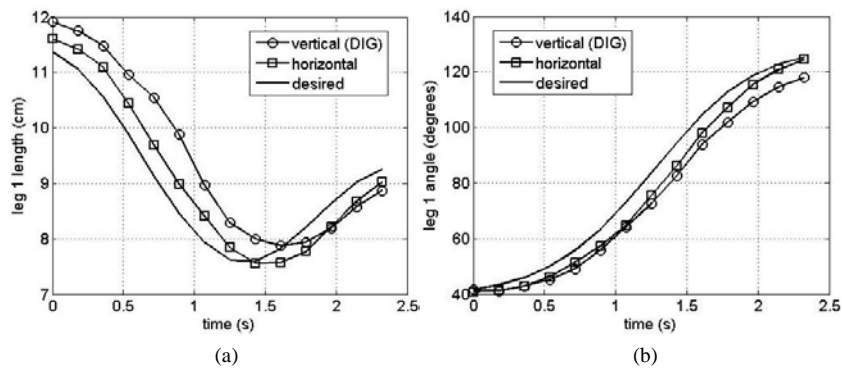 12
11
10
9
8
7
leg 1 length (cm)
vertical (DIG)
horizontal
desired
0
0.5
1
1.5
2
2.5
time (s)
(a)
140
120
100
80
60
40
leg 1 angle (degrees)
vertical (DIG)
horizontal
desired
0
0.5
1
1.5
2
2.5
time (s)
(b)